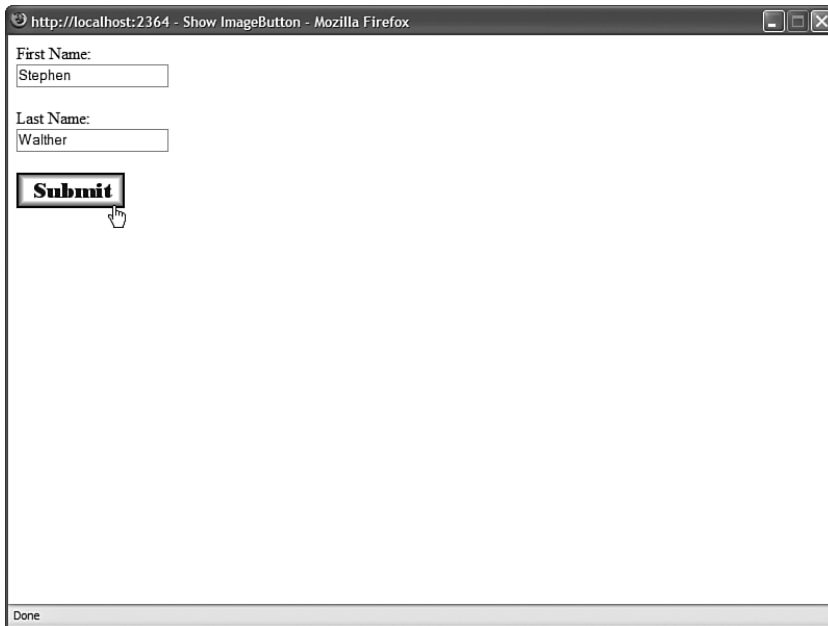 http://localhost:2364 - Show ImageButton - Mozilla Firefox
First Name:
Stephen
Last Name:
Walther
Submit
Done